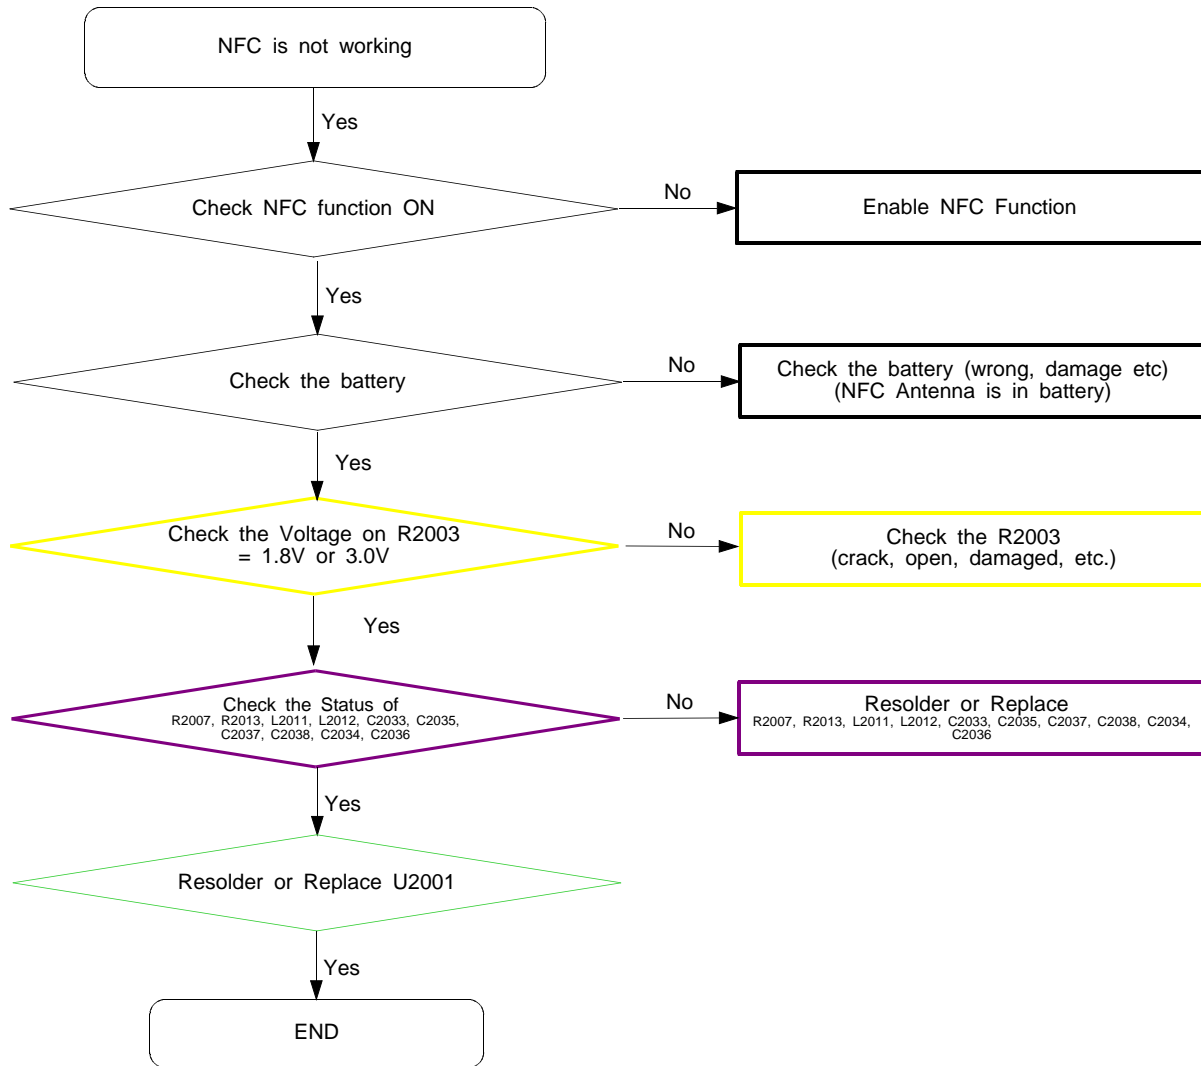 NFC is not working
Yes
Check NFC function ON
No
Enable NFC Function
Yes
Check the battery
No
Check the battery (wrong, damage etc)
(NFC Antenna is in battery)
Yes
Check the Voltage on R2003
= 1.8V or 3.0V
No
Check the R2003
(crack, open, damaged, etc.)
Yes
Check the Status of
R2007, R2013, L2011, L2012, C2033, C2035,
C2037, C2038, C2034, C2036
No
Resolder or Replace
R2007, R2013, L2011, L2012, C2033, C2035, C2037, C2038, C2034,
C2036
Yes
Resolder or Replace U2001
Yes
END